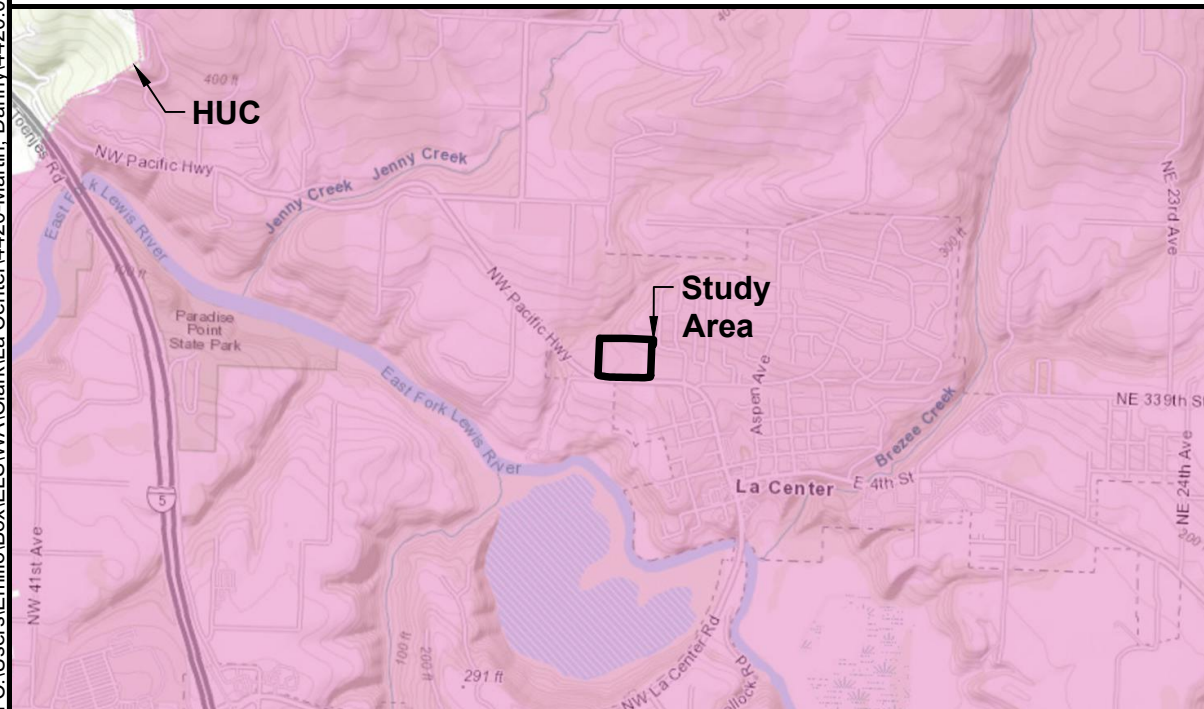 400 ft
HUC
Toenjes Rd
NW Pacific Hwy
Jenny Creek
Jenny Creek
NE 23rd Ave
East Fork Lewis River
300 ft
NW Pacific Hwy
Study
Area
Paradise
Point
State Park
Aspen Ave
East Fork Lewis River
NE 339th St
Brezee Creek
La Center
E 4th St
5
NE 24th Ave
NW 41st Ave
200
100 ft
200 ft
291 ft
NW La Center Rd